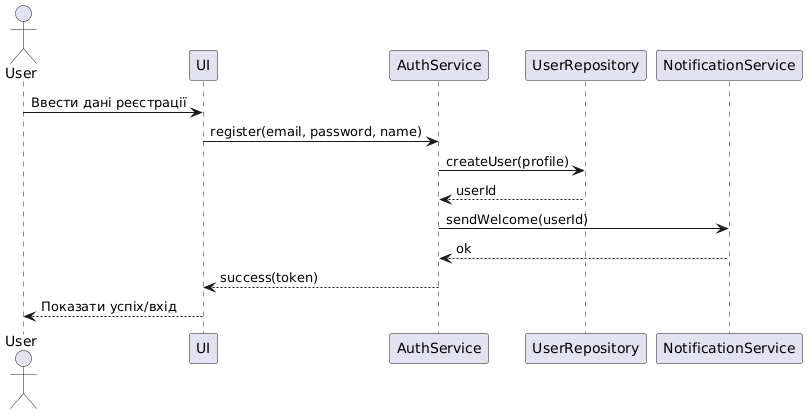 User
UI
AuthService
UserRepository
NotificationService
Ввести дані реєстрації
register(email, password, name)
createUser(profile)
userId
sendWelcome(userId)
ok
success(token)
Показати успіх/вхід
User
UI
AuthService
UserRepository
NotificationService